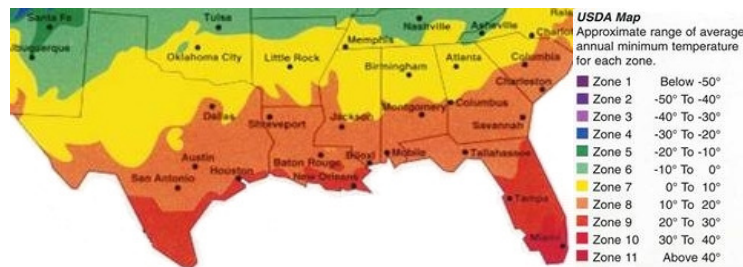 Santa Fe
Tulsa
Nashville
Asheville
Albuquerque
Oklahoma City
Memphis
Little Rock
Birmingham
Atlanta
Columbia
Charleston
Dallas
Shreveport
Jackson
Montgomery
Columbus
Savannah
Austin
Houston
Baton Rouge
Biloxi
Mobile
Tallahassee
San Antonio
New Orleans
Tampa
Miami
USDA Map
Approximate range of average
annual minimum temperature
for each zone.
Zone 1 Below -50°
Zone 2 -50° To -40°
Zone 3 -40° To -30°
Zone 4 -30° To -20°
Zone 5 -20° To -10°
Zone 6 -10° To 0°
Zone 7 0° To 10°
Zone 8 10° To 20°
Zone 9 20° To 30°
Zone 10 30° To 40°
Zone 11 Above 40°